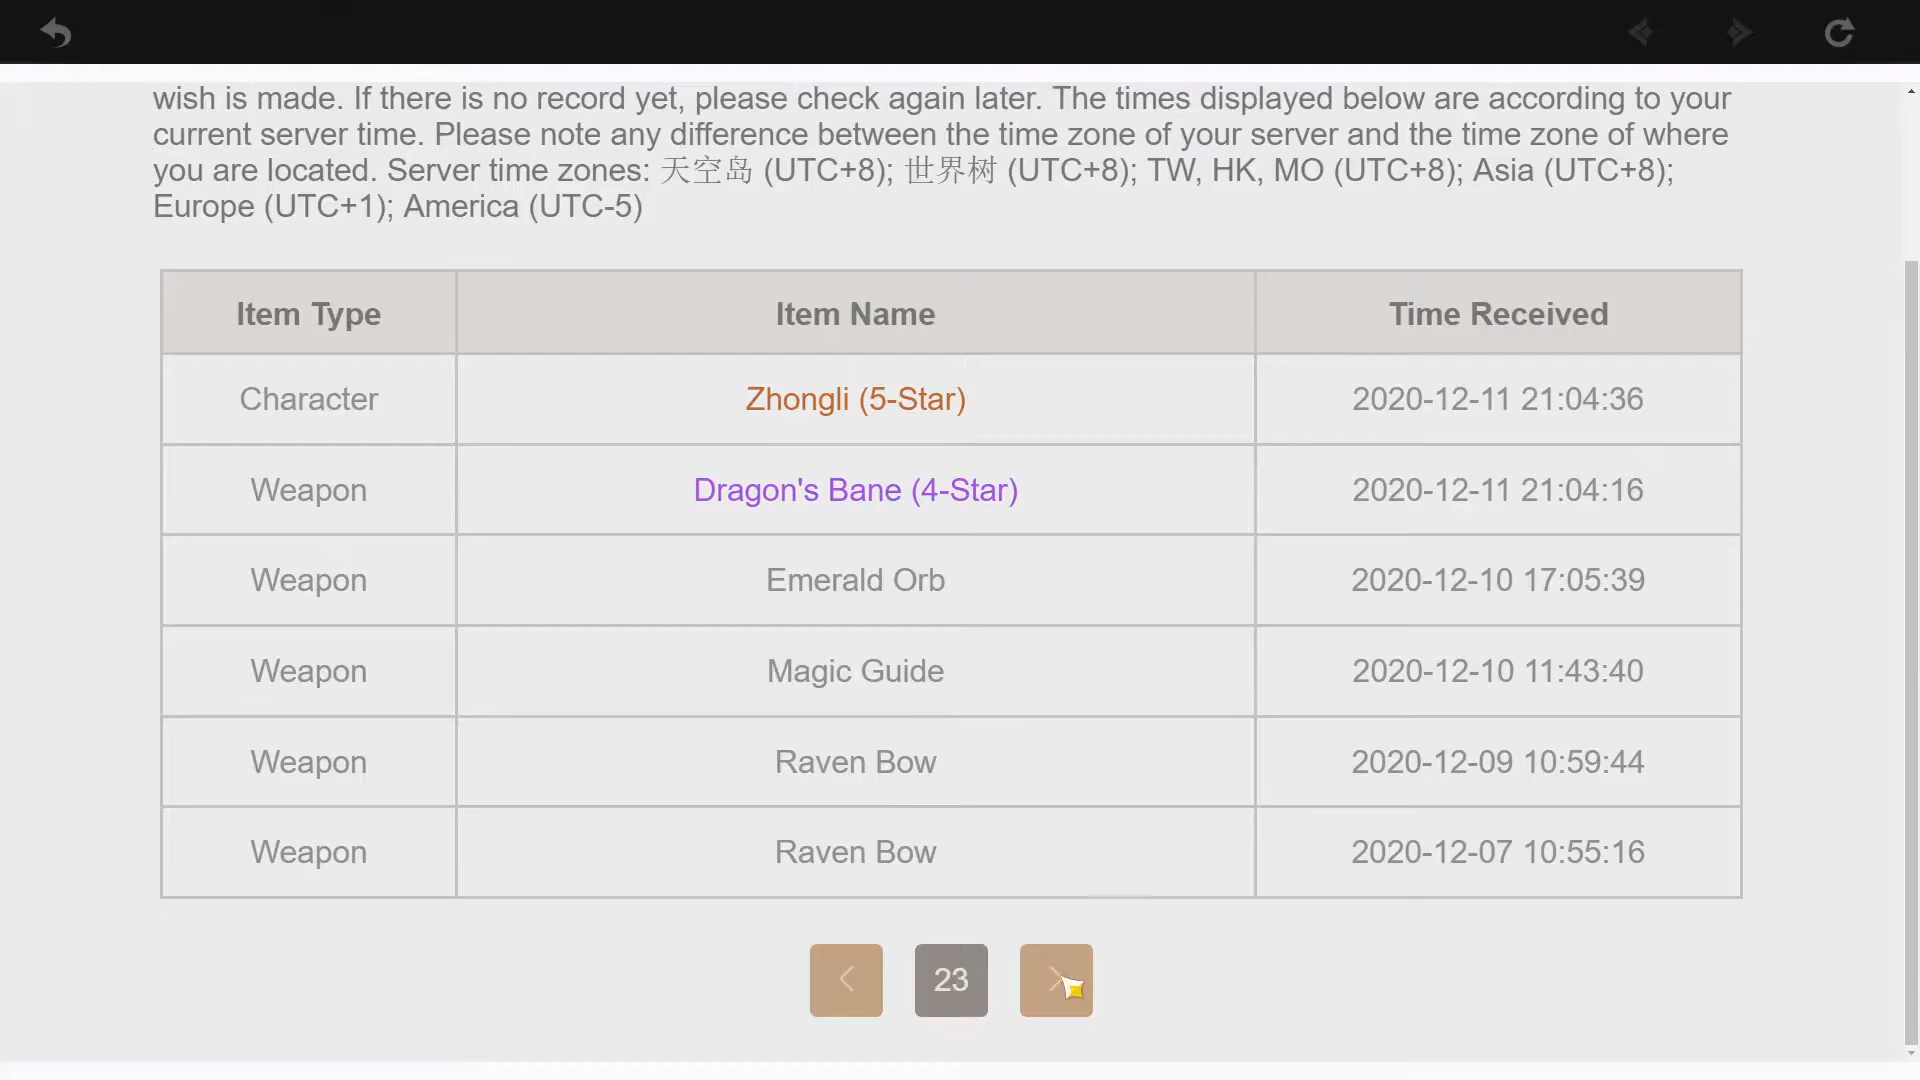 wish is made. If there is no record yet, please check again later. The times displayed below are according to your
current server time. Please note any difference between the time zone of your server and the time zone of where
you are located. Server time zones: 天空岛 (UTC+8); 世界树 (UTC+8); TW, HK, MO (UTC+8); Asia (UTC+8);
Europe (UTC+1); America (UTC-5)
Item Type Item Name Time Received
Character Zhongli (5-Star) 2020-12-11 21:04:36
Weapon Dragon's Bane (4-Star) 2020-12-11 21:04:16
Weapon Emerald Orb 2020-12-10 17:05:39
Weapon Magic Guide 2020-12-10 11:43:40
Weapon Raven Bow 2020-12-09 10:59:44
Weapon Raven Bow 2020-12-07 10:55:16
23